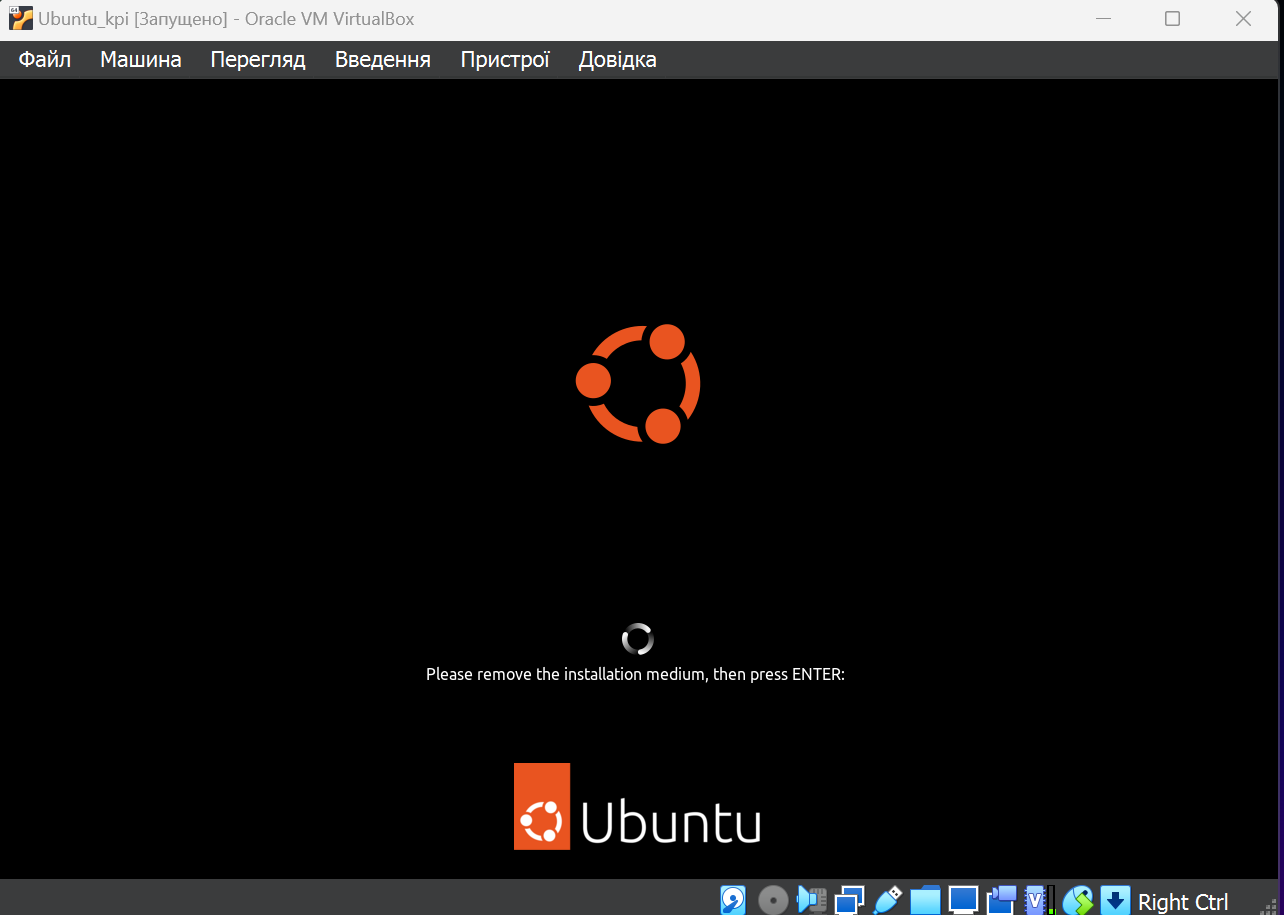 Ubuntu_kpi [Запущено] - Oracle VM VirtualBox
Файл Машина Перегляд Введення Пристрої Довідка
Please remove the installation medium, then press ENTER:
Ubuntu
Right Ctrl